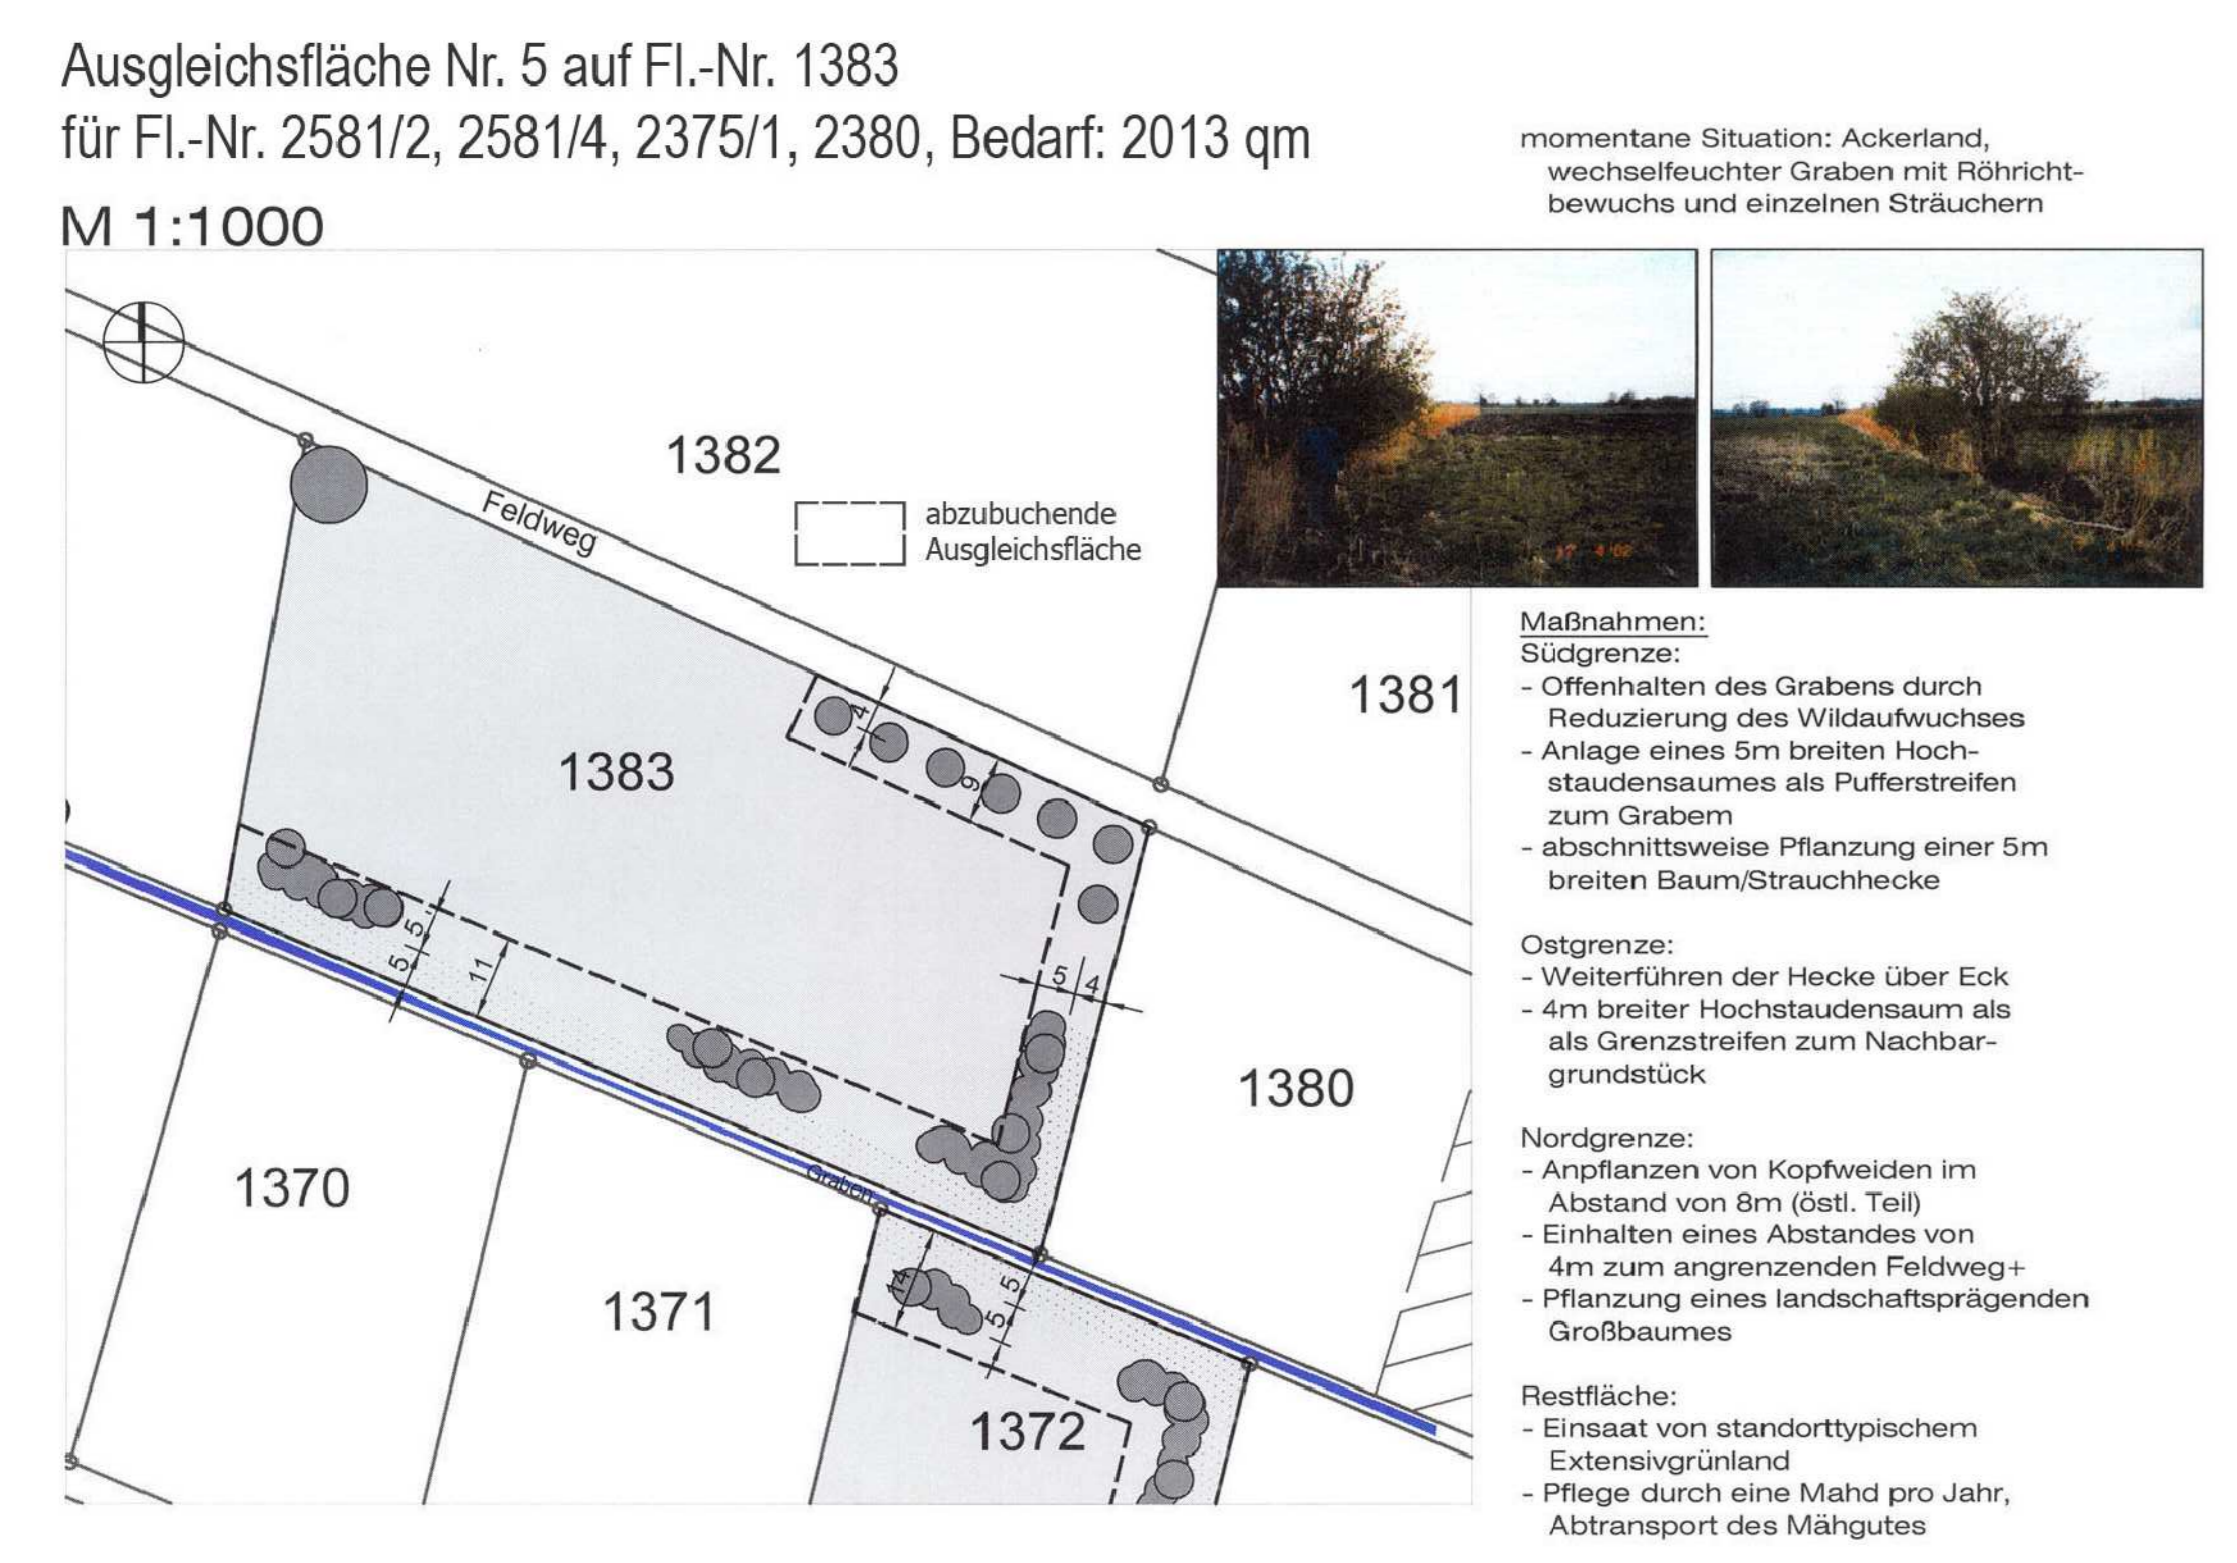 Ausgleichsfläche Nr. 5 auf Fl.-Nr. 1383
für Fl.-Nr. 2581/2, 2581/4, 2375/1, 2380, Bedarf: 2013 qm
M 1:1000
momentane Situation: Ackerland,
wechselfeuchter Graben mit Röhricht-
bewuchs und einzelnen Sträuchern
1382
Feldweg
abzubuchende
Ausgleichsfläche
1381
4
9
1383
5
5
11
5
4
1380
1370
Graben
1371
14
5
5
1372
17 4 '02
Maßnahmen:
Südgrenze:
- Offenhalten des Grabens durch
Reduzierung des Wildaufwuchses
- Anlage eines 5m breiten Hoch-
staudensaumes als Pufferstreifen
zum Grabem
- abschnittsweise Pflanzung einer 5m
breiten Baum/Strauchhecke
Ostgrenze:
- Weiterführen der Hecke über Eck
- 4m breiter Hochstaudensaum als
als Grenzstreifen zum Nachbar-
grundstück
Nordgrenze:
- Anpflanzen von Kopfweiden im
Abstand von 8m (östl. Teil)
- Einhalten eines Abstandes von
4m zum angrenzenden Feldweg+
- Pflanzung eines landschaftsprägenden
Großbaumes
Restfläche:
- Einsaat von standorttypischem
Extensivgrünland
- Pflege durch eine Mahd pro Jahr,
Abtransport des Mähgutes